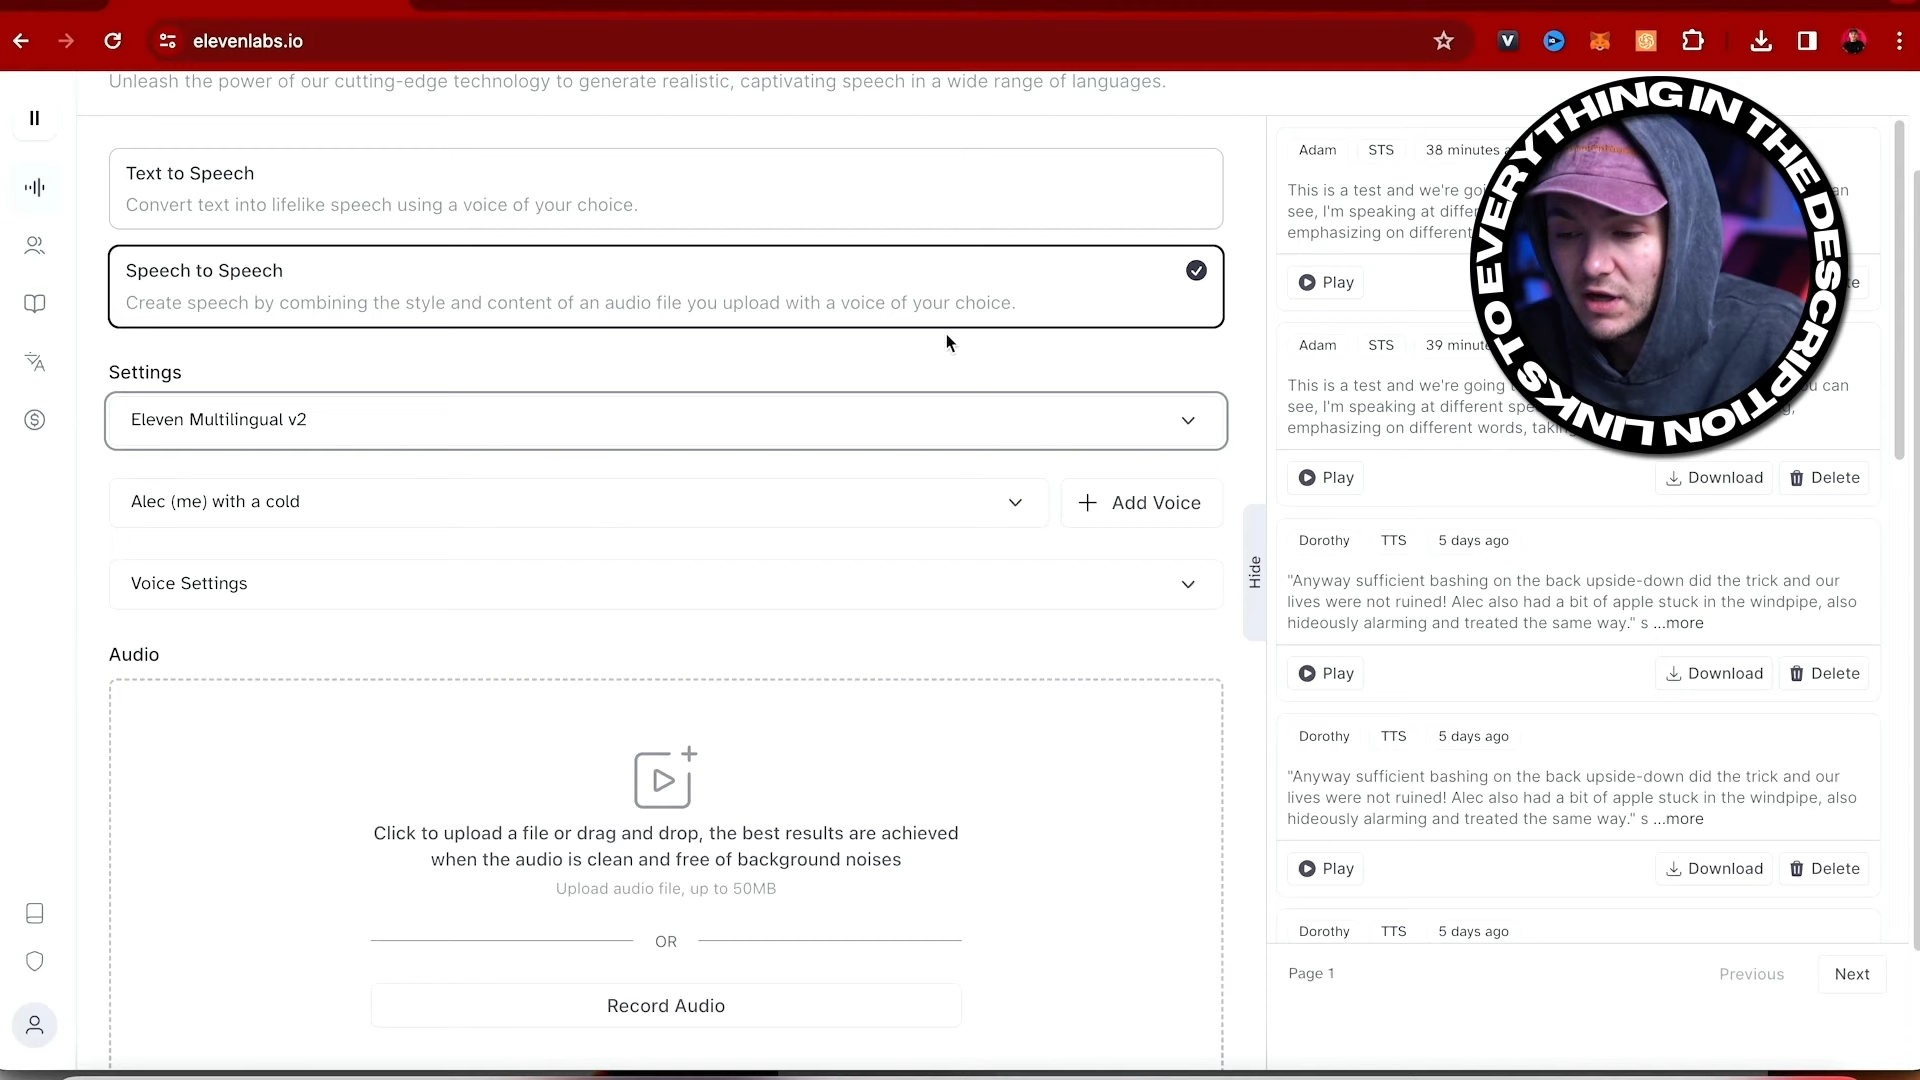 elevenlabs.io
Unleash the power of our cutting-edge technology to generate realistic, captivating speech in a wide range of languages.
Text to Speech
Convert text into lifelike speech using a voice of your choice.
Speech to Speech
Create speech by combining the style and content of an audio file you upload with a voice of your choice.
Settings
Eleven Multilingual v2
Alec (me) with a cold
Add Voice
Voice Settings
Audio
Click to upload a file or drag and drop, the best results are achieved
when the audio is clean and free of background noises
Upload audio file, up to 50MB
OR
Record Audio
Hide
Adam STS 38 minutes
This is a test and we're
see, I'm speaking at
emphasizing on different
Play
Adam STS 39
This is a test and we're going can
see, I'm speaking at different
emphasizing on different words,
Play Download Delete
Dorothy TTS 5 days ago
"Anyway sufficient bashing on the back upside-down did the trick and our
lives were not ruined! Alec also had a bit of apple stuck in the windpipe, also
hideously alarming and treated the same way." s ...more
Play Download Delete
Dorothy TTS 5 days ago
"Anyway sufficient bashing on the back upside-down did the trick and our
lives were not ruined! Alec also had a bit of apple stuck in the windpipe, also
hideously alarming and treated the same way." s ...more
Play Download Delete
Dorothy TTS 5 days ago
Page 1 Previous Next
LINKS TO EVERYTHING IN THE DESCRIPTION